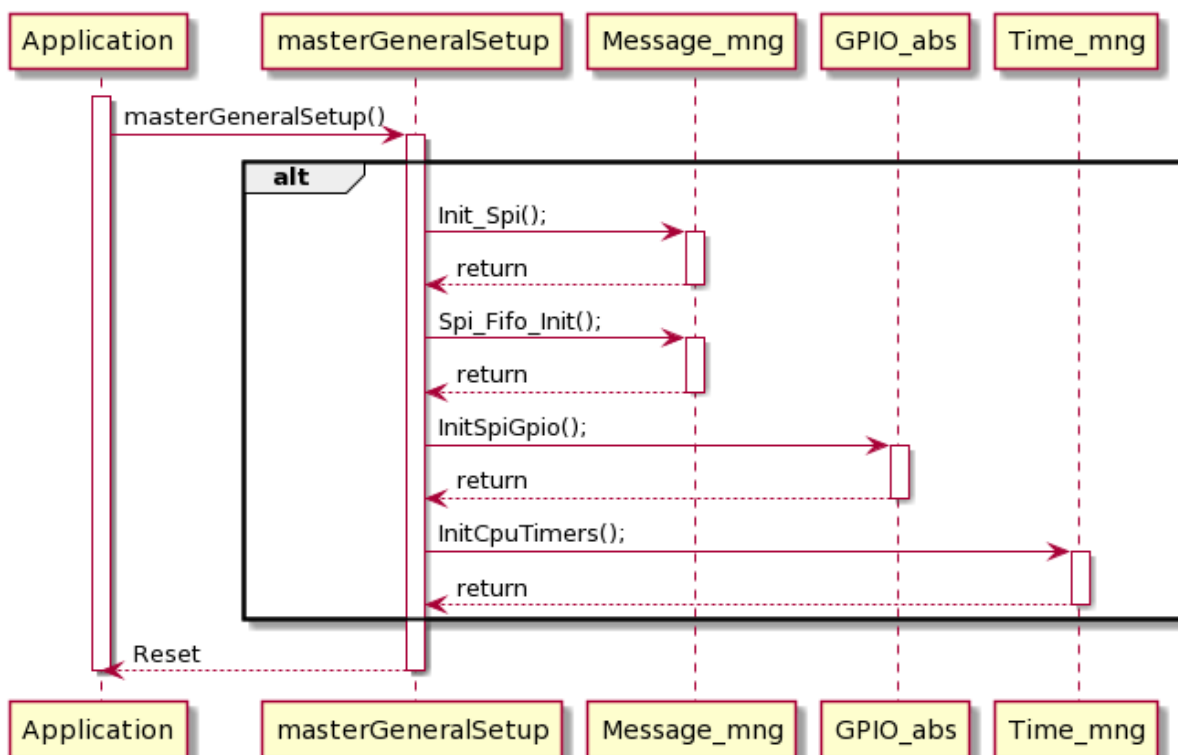 Application masterGeneralSetup Message_mng GPIO_abs Time_mng
masterGeneralSetup()
alt
Init_Spi();
return
Spi_Fifo_Init();
return
InitSpiGpio();
return
InitCpuTimers();
return
Reset
Application masterGeneralSetup Message_mng GPIO_abs Time_mng